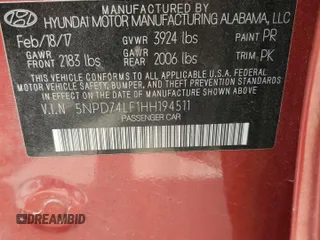 HYUNDAI MOTOR MANUFACTURING ALABAMA, LLC
Feb/18/17 GVWR 3924 lbs PAINT PR
GAWR FRONT 2183 lbs GAWR REAR 2006 lbs TRIM PK
THIS VEHICLE CONFORMS TO ALL APPLICABLE U.S. FEDERAL
MOTOR VEHICLE SAFETY, BUMPER, AND THEFT PREVENTION
STANDARDS IN EFFECT ON THE DATE OF MANUFACTURE SHOWN ABOVE.
V.I.N 5NPD74LF1HH194511
PASSENGER CAR
DREAMBID